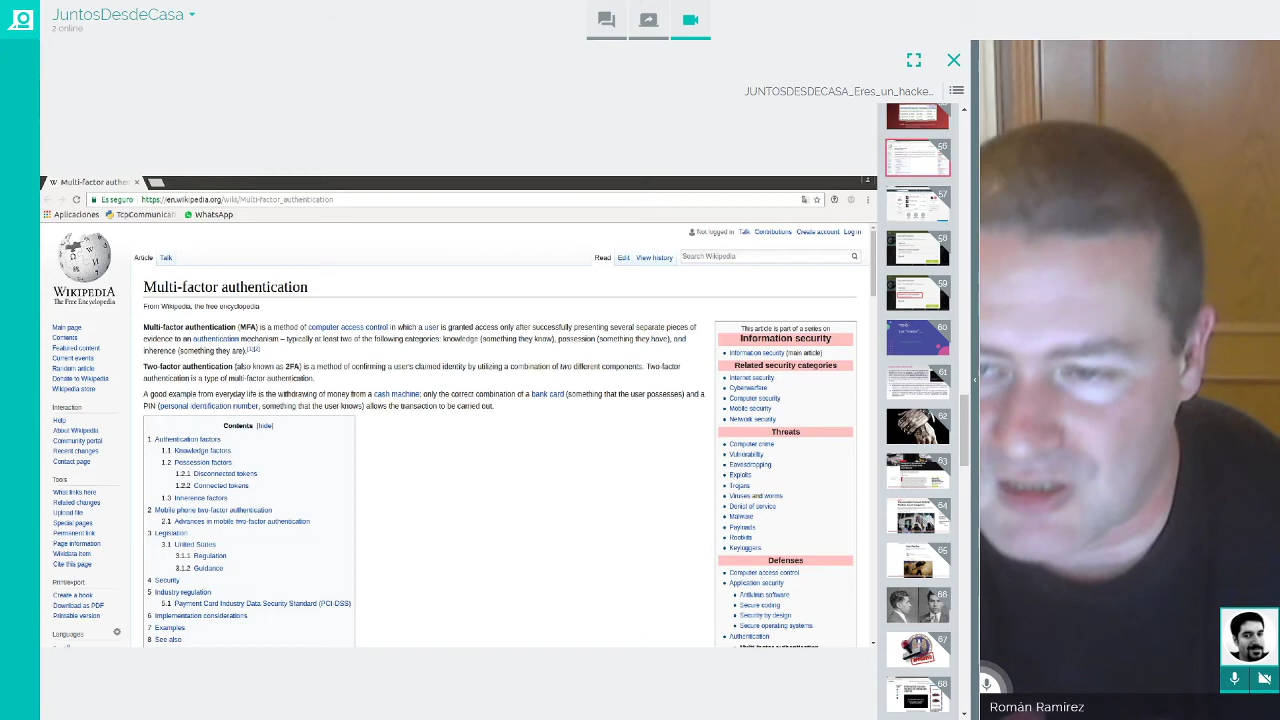 JuntosDesdeCasa
2 online
JUNTOSDESDECASA_Eres_un_hacke...
Multi-factor auther
Es seguro
https://en.wikipedia.org/wiki/Multi-factor_authentication
Aplicaciones
TcpCommunicat
WhatsApp
Not logged in Talk Contributions Create account Log in
Article Talk
Read Edit View history
Search Wikipedia
WIKIPEDIA
The Free Encyclopedia
Main page
Contents
Featured content
Current events
Random article
Donate to Wikipedia
Wikipedia store
Interaction
Help
About Wikipedia
Community portal
Recent changes
Contact page
Tools
What links here
Related changes
Upload file
Special pages
Permanent link
Page information
Wikidata item
Cite this page
Print/export
Create a book
Download as PDF
Printable version
Languages
Multi-factor authentication
From Wikipedia, the free encyclopedia
Multi-factor authentication (MFA) is a method of computer access control in which a user is granted access only after successfully presenting several separate pieces of
evidence to an authentication mechanism – typically at least two of the following categories: knowledge (something they know), possession (something they have), and
inherence (something they are).[1][2]
Two-factor authentication (also known as 2FA) is a method of confirming a user's claimed identity by utilizing a combination of two different components. Two-factor
authentication is a type of multi-factor authentication.
A good example from everyday life is the withdrawing of money from a cash machine; only the correct combination of a bank card (something that the user possesses) and a
PIN (personal identification number, something that the user knows) allows the transaction to be carried out.
Contents [hide]
1 Authentication factors
1.1 Knowledge factors
1.2 Possession factors
1.2.1 Disconnected tokens
1.2.2 Connected tokens
1.3 Inherence factors
2 Mobile phone two-factor authentication
2.1 Advances in mobile two-factor authentication
3 Legislation
3.1 United States
3.1.1 Regulation
3.1.2 Guidance
4 Security
5 Industry regulation
5.1 Payment Card Industry Data Security Standard (PCI-DSS)
6 Implementation considerations
7 Examples
8 See also
This article is part of a series on
Information security
Information security (main article)
Related security categories
Internet security
Cyberwarfare
Computer security
Mobile security
Network security
Threats
Computer crime
Vulnerability
Eavesdropping
Exploits
Trojans
Viruses and worms
Denial of service
Malware
Payloads
Rootkits
Keyloggers
Defenses
Computer access control
Application security
Antivirus software
Secure coding
Security by design
Secure operating systems
Authentication
Multi-factor authentication
56
57
58
59
60
61
62
63
64
65
66
67
68
Román Ramírez